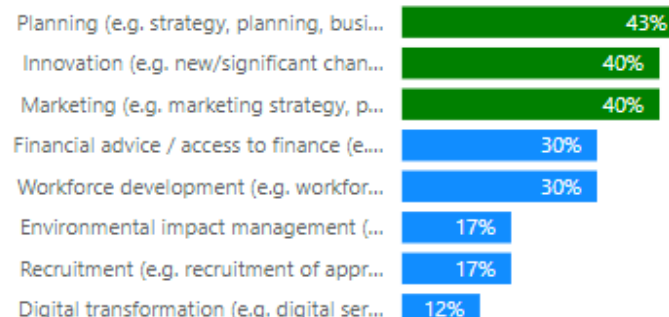 Planning (e.g. strategy, planning, busi... 43%
Innovation (e.g. new/significant chan... 40%
Marketing (e.g. marketing strategy, p... 40%
Financial advice / access to finance (e.... 30%
Workforce development (e.g. workfor... 30%
Environmental impact management (... 17%
Recruitment (e.g. recruitment of appr... 17%
Digital transformation (e.g. digital ser... 12%